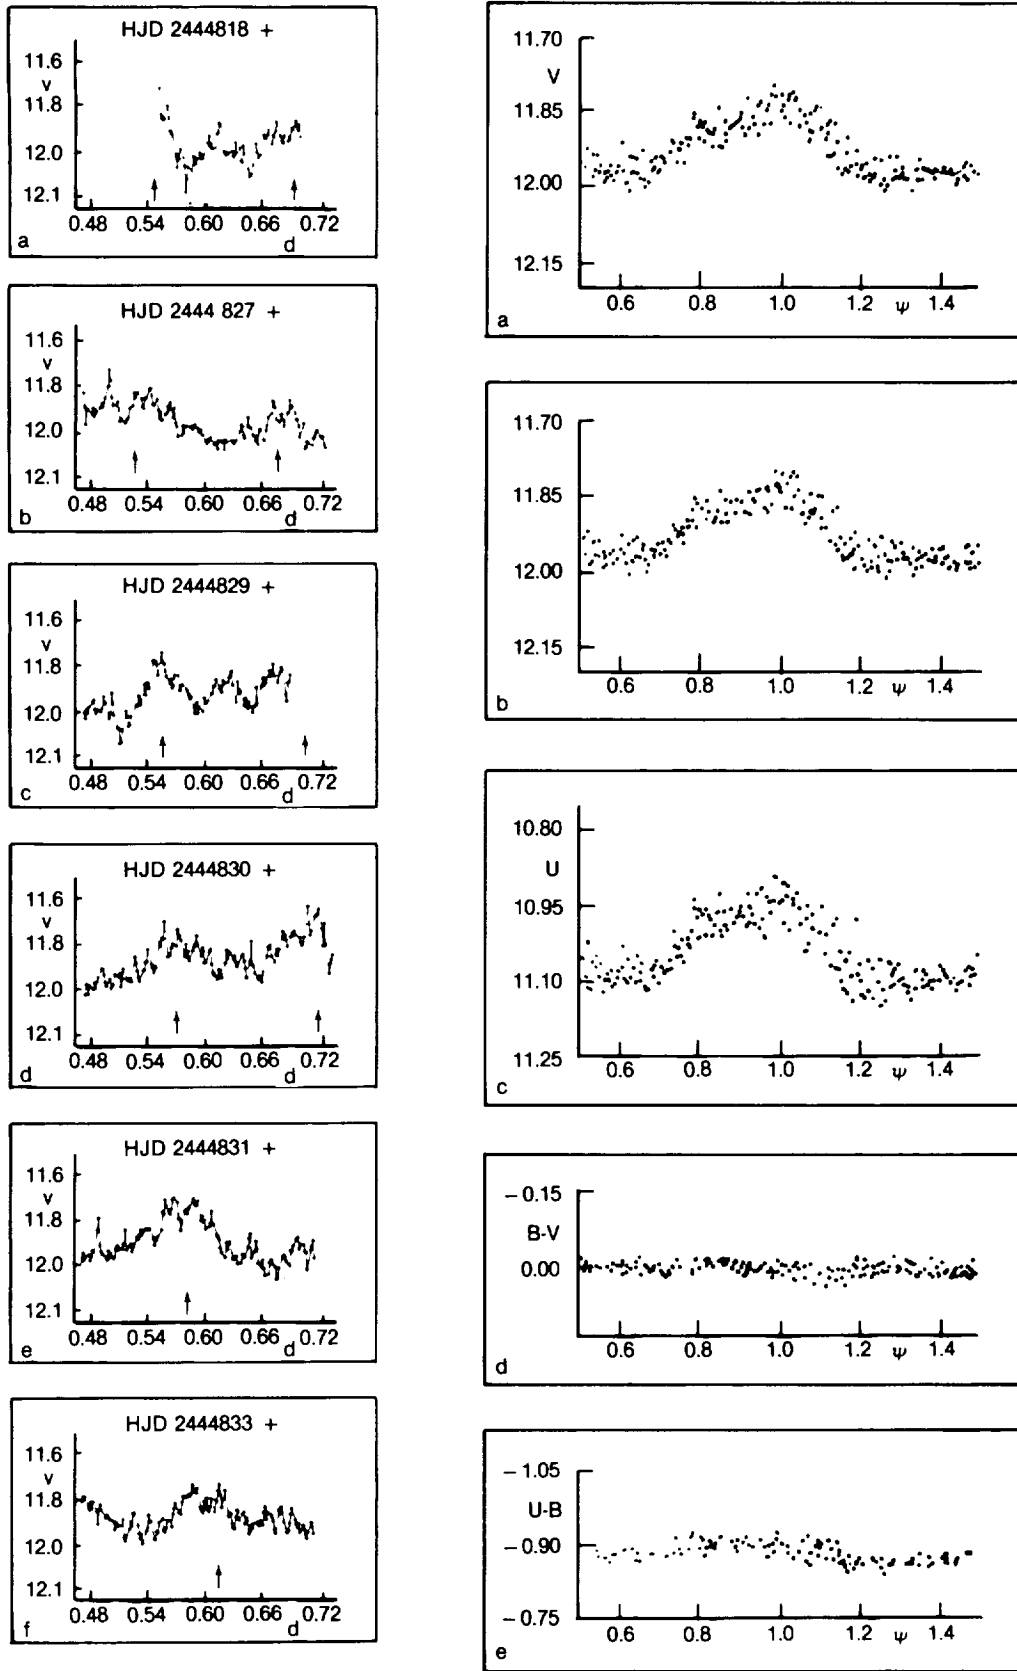 HJD 2444818 +
11.6
v
11.8
12.0
12.1
0.48 0.54 0.60 0.66 0.72
a
d
HJD 2444 827 +
11.6
v
11.8
12.0
12.1
0.48 0.54 0.60 0.66 0.72
b
d
HJD 2444829 +
11.6
v
11.8
12.0
12.1
0.48 0.54 0.60 0.66 0.72
c
d
HJD 2444830 +
11.6
v
11.8
12.0
12.1
0.48 0.54 0.60 0.66 0.72
d
d
HJD 2444831 +
11.6
v
11.8
12.0
12.1
0.48 0.54 0.60 0.66 0.72
e
d
HJD 2444833 +
11.6
v
11.8
12.0
12.1
0.48 0.54 0.60 0.66 0.72
f
d
11.70
V
11.85
12.00
12.15
0.6 0.8 1.0 1.2 ψ 1.4
a
11.70
V
11.85
12.00
12.15
0.6 0.8 1.0 1.2 ψ 1.4
b
10.80
U
10.95
11.10
11.25
0.6 0.8 1.0 1.2 ψ 1.4
c
-0.15
B-V
0.00
0.6 0.8 1.0 1.2 ψ 1.4
d
-1.05
U-B
-0.90
-0.75
0.6 0.8 1.0 1.2 ψ 1.4
e